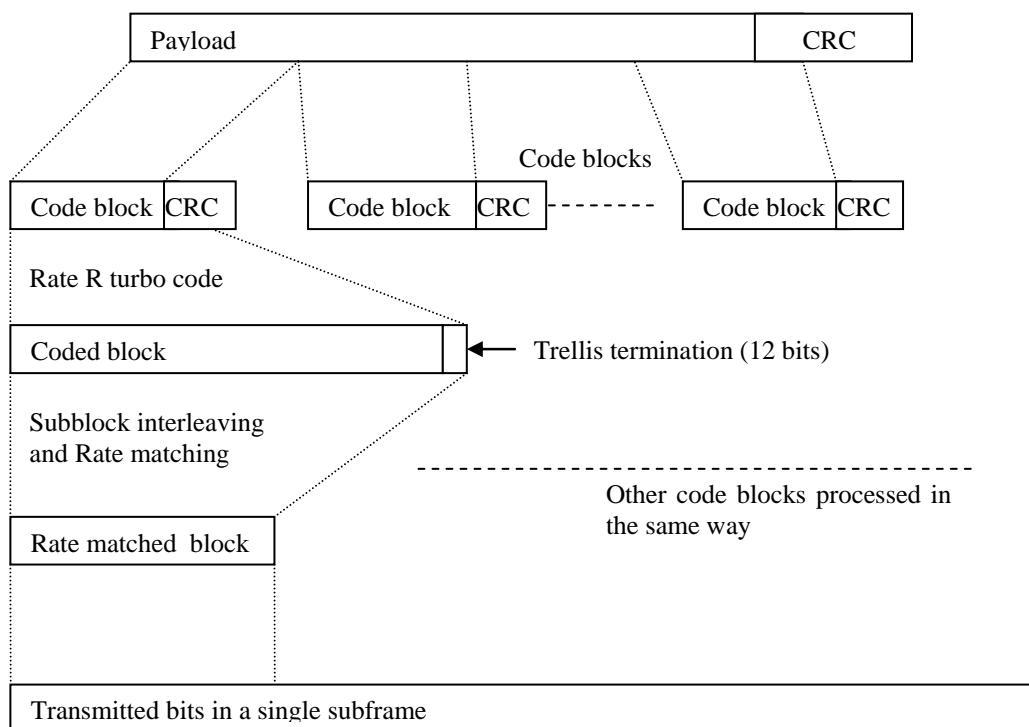 Payload CRC
Code blocks
Code block CRC Code block CRC Code block CRC
Rate R turbo code
Coded block
Trellis termination (12 bits)
Subblock interleaving
and Rate matching
Other code blocks processed in
the same way
Rate matched block
Transmitted bits in a single subframe